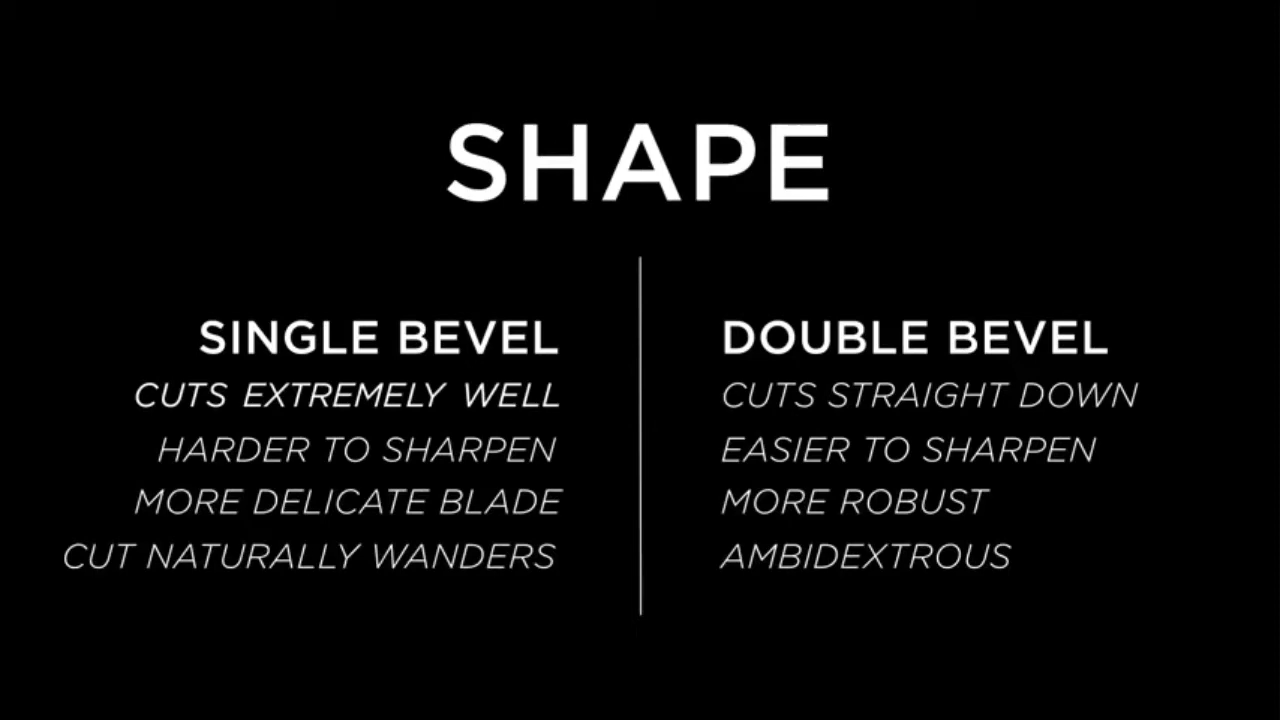 SHAPE
SINGLE BEVEL
CUTS EXTREMELY WELL
HARDER TO SHARPEN
MORE DELICATE BLADE
CUT NATURALLY WANDERS
DOUBLE BEVEL
CUTS STRAIGHT DOWN
EASIER TO SHARPEN
MORE ROBUST
AMBIDEXTROUS